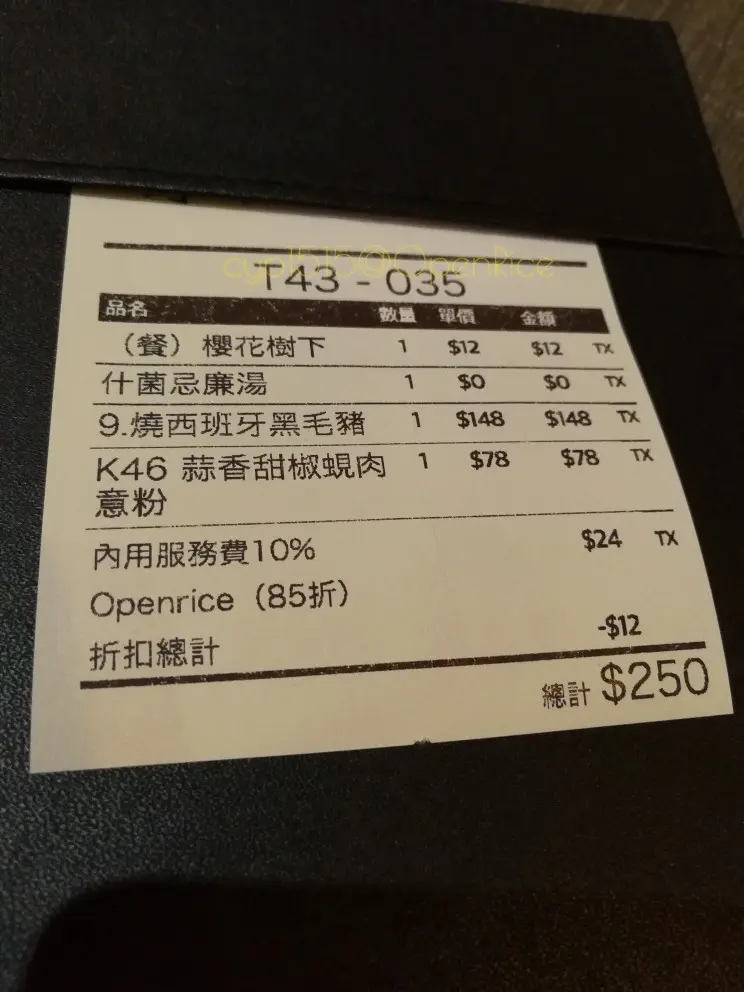 cyp1515@OpenRice
T43 - 035
品名 數量 單價 金額
（餐）櫻花樹下 1 $12 $12 TX
什菌忌廉湯 1 $0 $0 TX
9.燒西班牙黑毛豬 1 $148 $148 TX
K46 蒜香甜椒蜆肉 1 $78 $78 TX
意粉
內用服務費10% $24 TX
Openrice（85折）
折扣總計 -$12
總計 $250